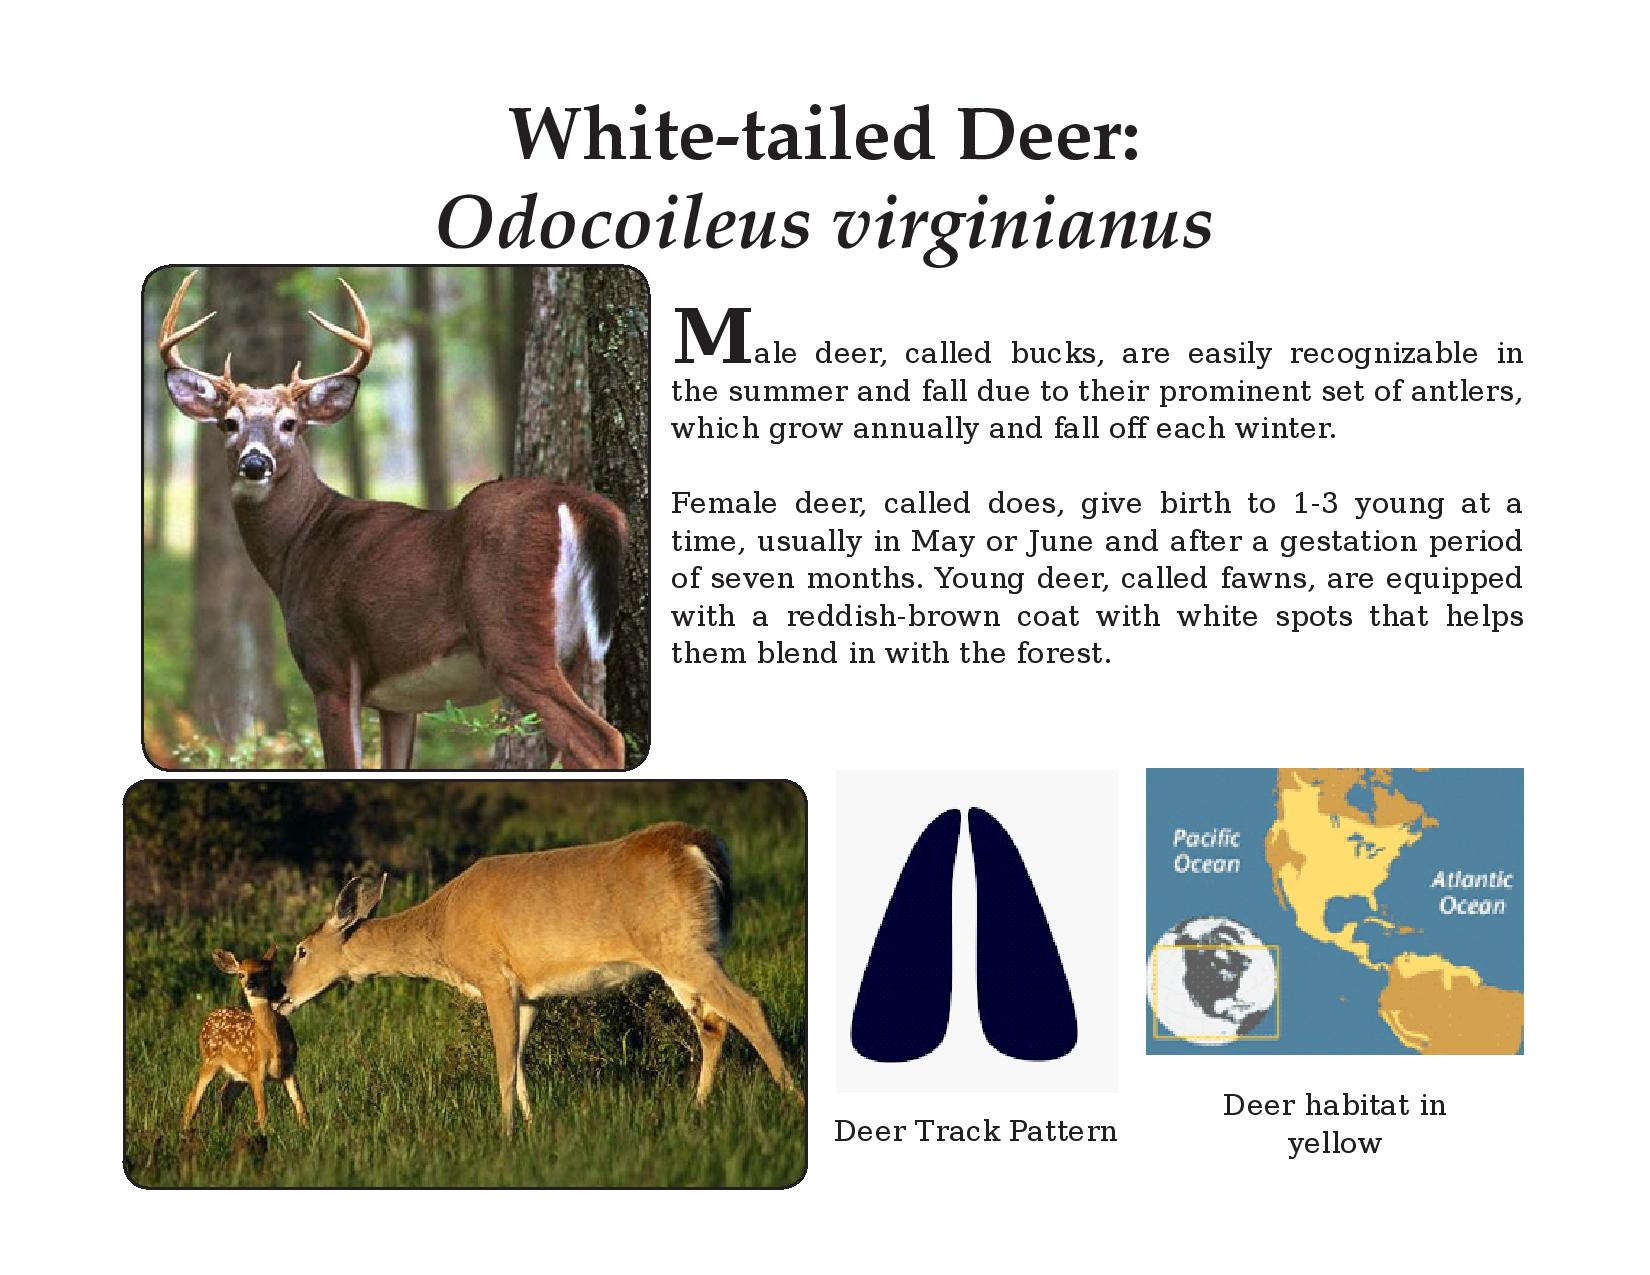 White-tailed Deer:
Odocoileus virginianus
Male deer, called bucks, are easily recognizable in
the summer and fall due to their prominent set of antlers,
which grow annually and fall off each winter.
Female deer, called does, give birth to 1-3 young at a
time, usually in May or June and after a gestation period
of seven months. Young deer, called fawns, are equipped
with a reddish-brown coat with white spots that helps
them blend in with the forest.
Pacific
Ocean
Atlantic
Ocean
Deer Track Pattern
Deer habitat in
yellow